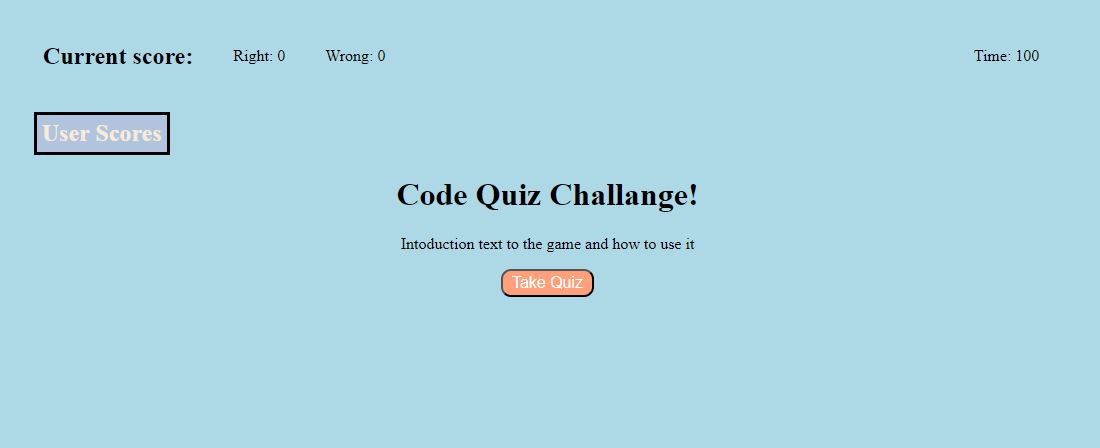 Current score: Right: 0 Wrong: 0 Time: 100
User Scores
Code Quiz Challange!
Intoduction text to the game and how to use it
Take Quiz